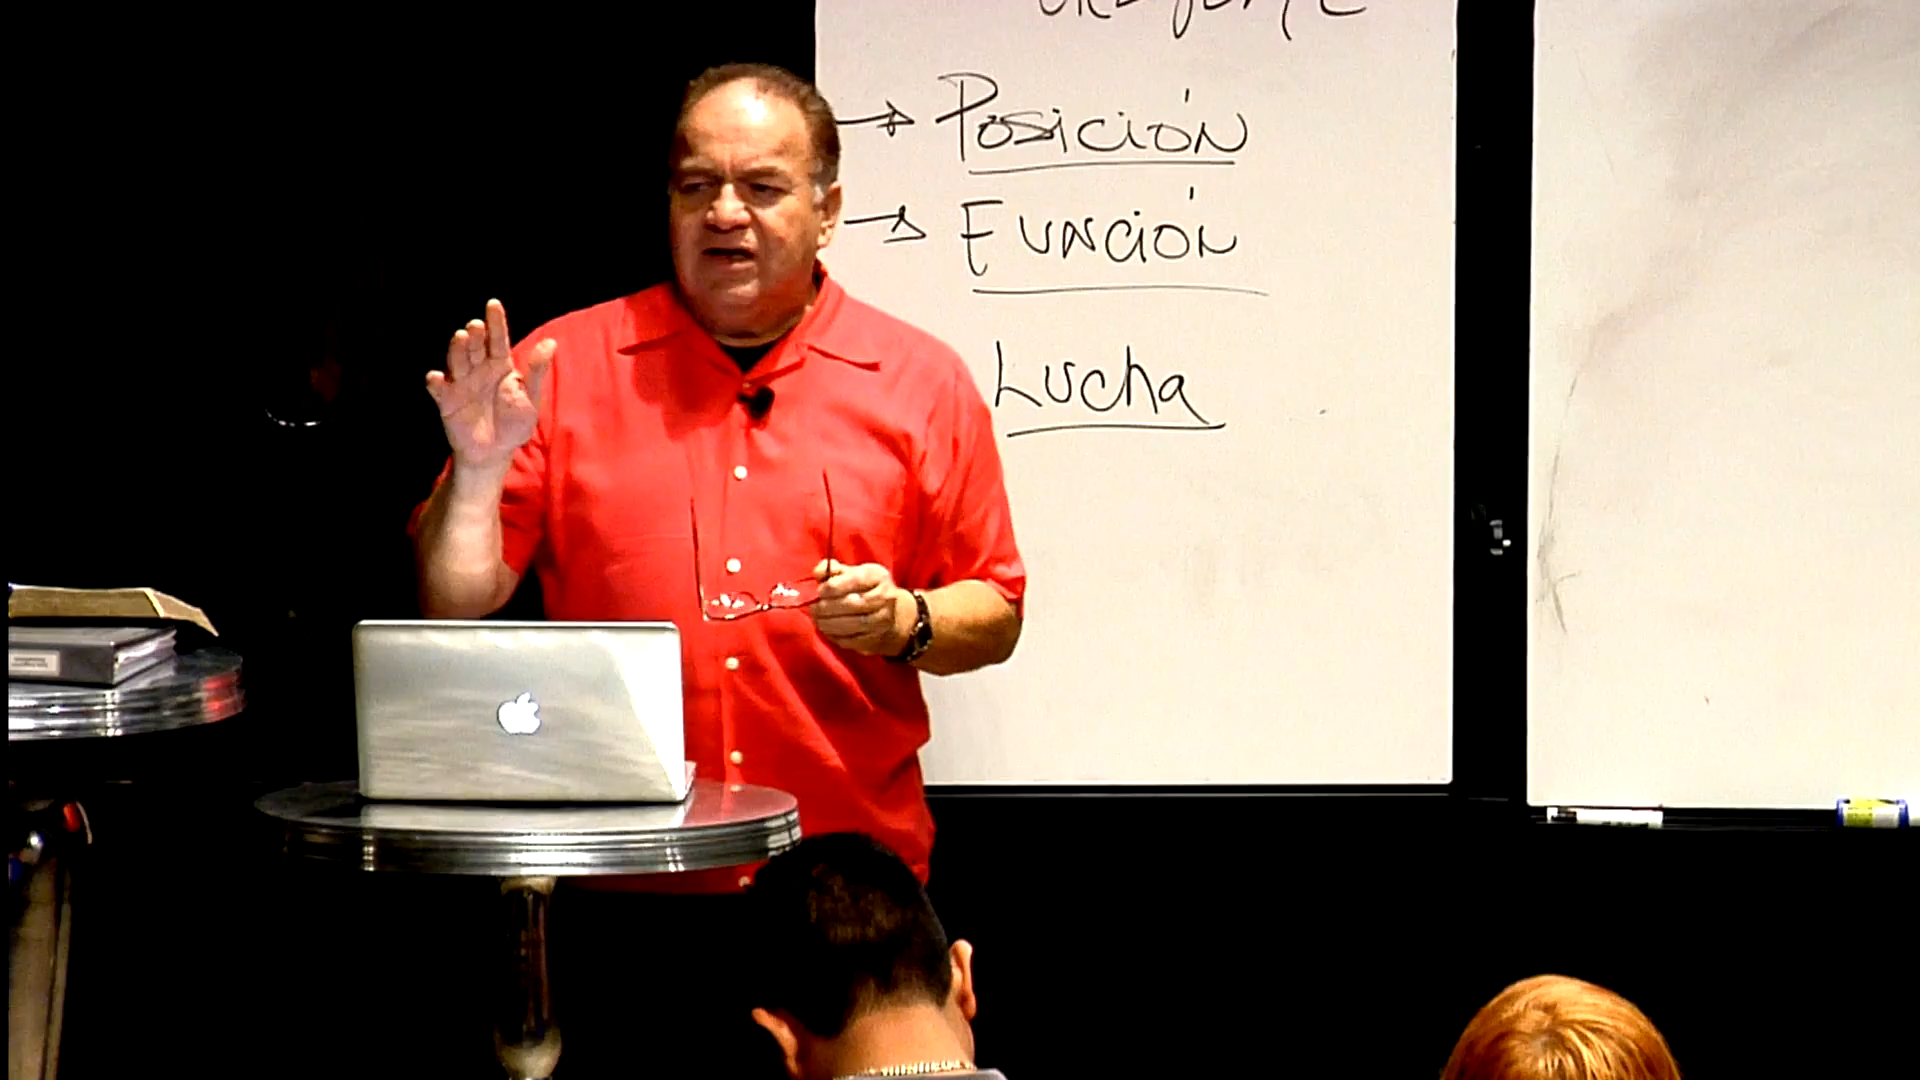 → Posición
→ Función
Lucha